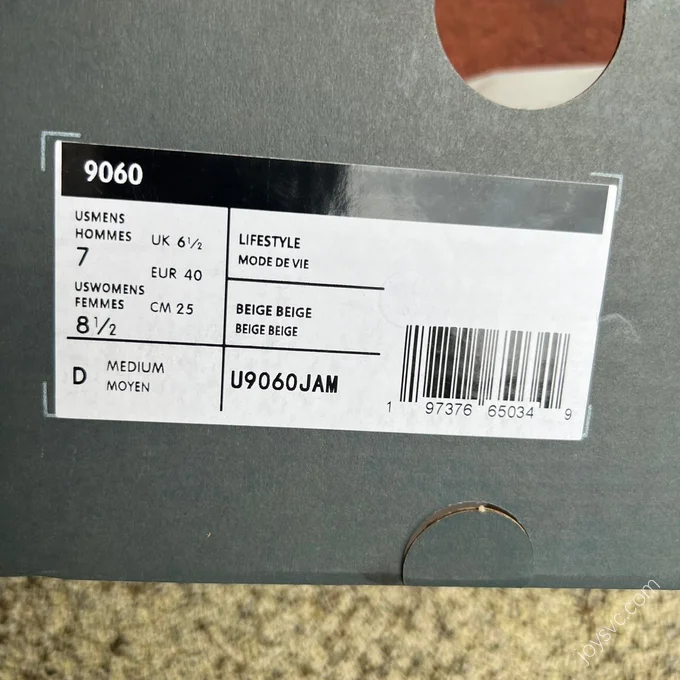 9060
USMENS
HOMMES
7
UK 6½
EUR 40
USWOMENS
FEMMES
8½
CM 25
LIFESTYLE
MODE DE VIE
BEIGE BEIGE
BEIGE BEIGE
D
MEDIUM
MOYEN
U9060JAM
1 97376 65034 9
roysvc.com